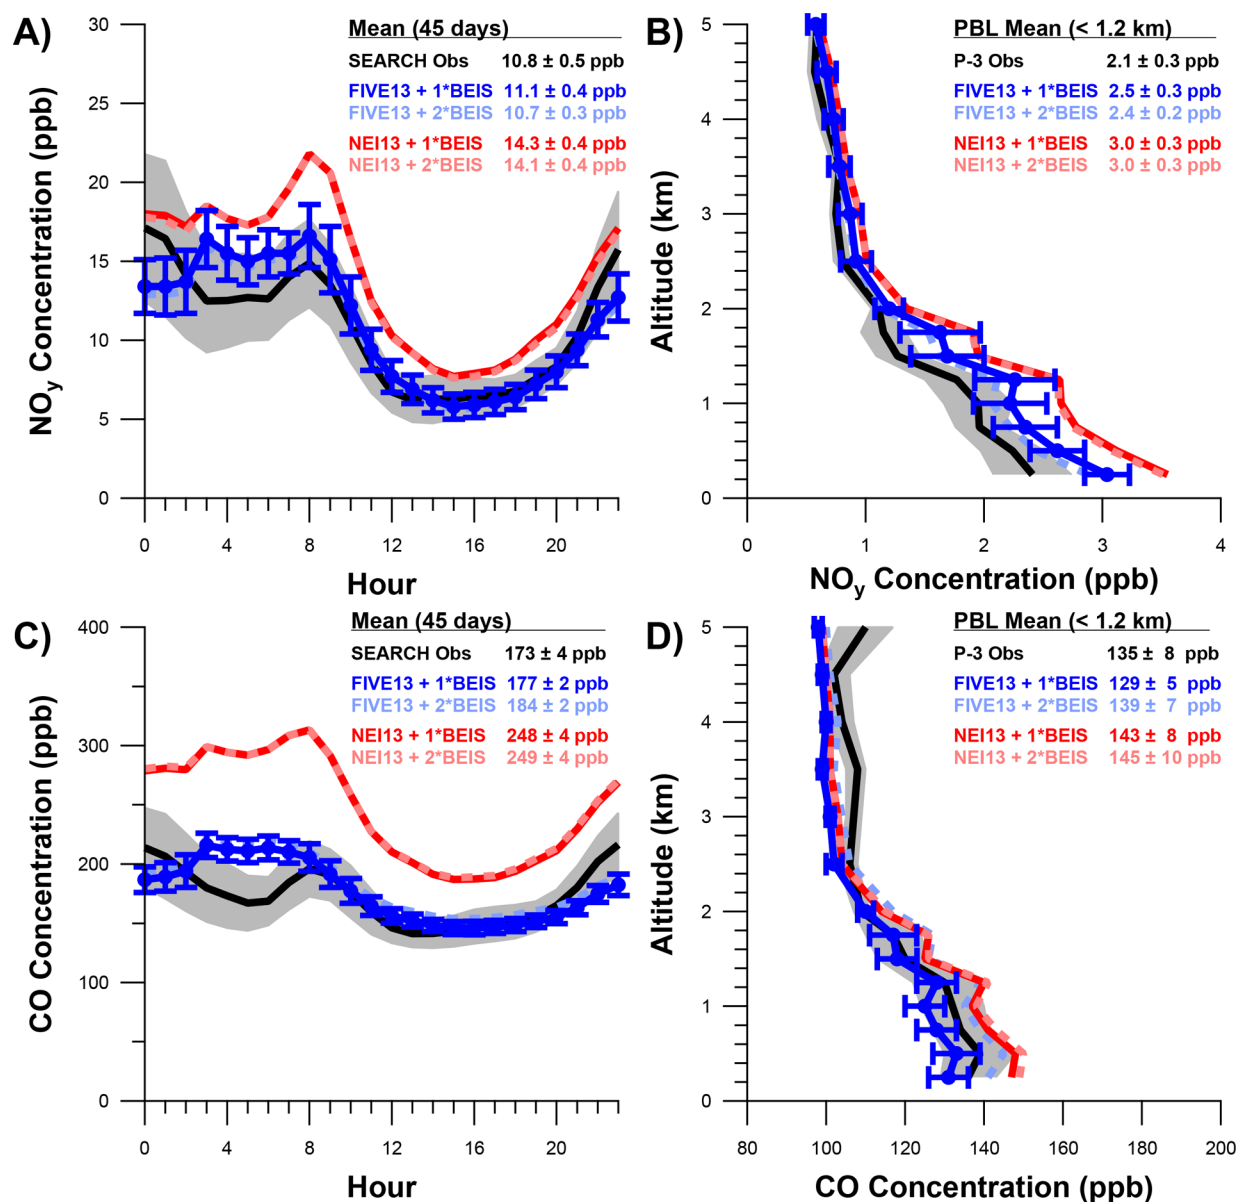 A)
Mean (45 days)
SEARCH Obs 10.8 ± 0.5 ppb
FIVE13 + 1*BEIS 11.1 ± 0.4 ppb
FIVE13 + 2*BEIS 10.7 ± 0.3 ppb
NEI13 + 1*BEIS 14.3 ± 0.4 ppb
NEI13 + 2*BEIS 14.1 ± 0.4 ppb
NOy Concentration (ppb)
30
25
20
15
10
5
0
0 4 8 12 16 20
Hour
B)
PBL Mean (< 1.2 km)
P-3 Obs 2.1 ± 0.3 ppb
FIVE13 + 1*BEIS 2.5 ± 0.3 ppb
FIVE13 + 2*BEIS 2.4 ± 0.2 ppb
NEI13 + 1*BEIS 3.0 ± 0.3 ppb
NEI13 + 2*BEIS 3.0 ± 0.3 ppb
Altitude (km)
5
4
3
2
1
0
0 1 2 3 4
NOy Concentration (ppb)
C)
Mean (45 days)
SEARCH Obs 173 ± 4 ppb
FIVE13 + 1*BEIS 177 ± 2 ppb
FIVE13 + 2*BEIS 184 ± 2 ppb
NEI13 + 1*BEIS 248 ± 4 ppb
NEI13 + 2*BEIS 249 ± 4 ppb
CO Concentration (ppb)
400
300
200
100
0
0 4 8 12 16 20
Hour
D)
PBL Mean (< 1.2 km)
P-3 Obs 135 ± 8 ppb
FIVE13 + 1*BEIS 129 ± 5 ppb
FIVE13 + 2*BEIS 139 ± 7 ppb
NEI13 + 1*BEIS 143 ± 8 ppb
NEI13 + 2*BEIS 145 ± 10 ppb
Altitude (km)
5
4
3
2
1
0
80 100 120 140 160 180 200
CO Concentration (ppb)